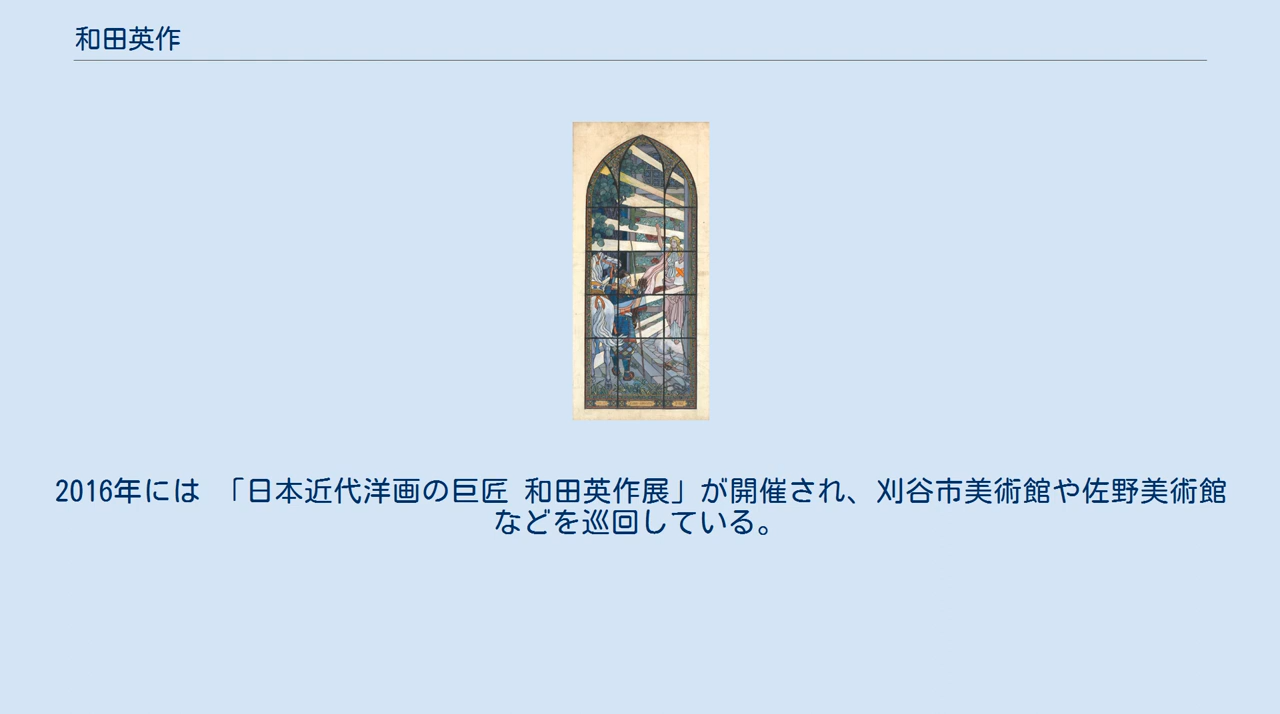 和田英作
2016年には 「日本近代洋画の巨匠 和田英作展」が開催され、刈谷市美術館や佐野美術館
などを巡回している。